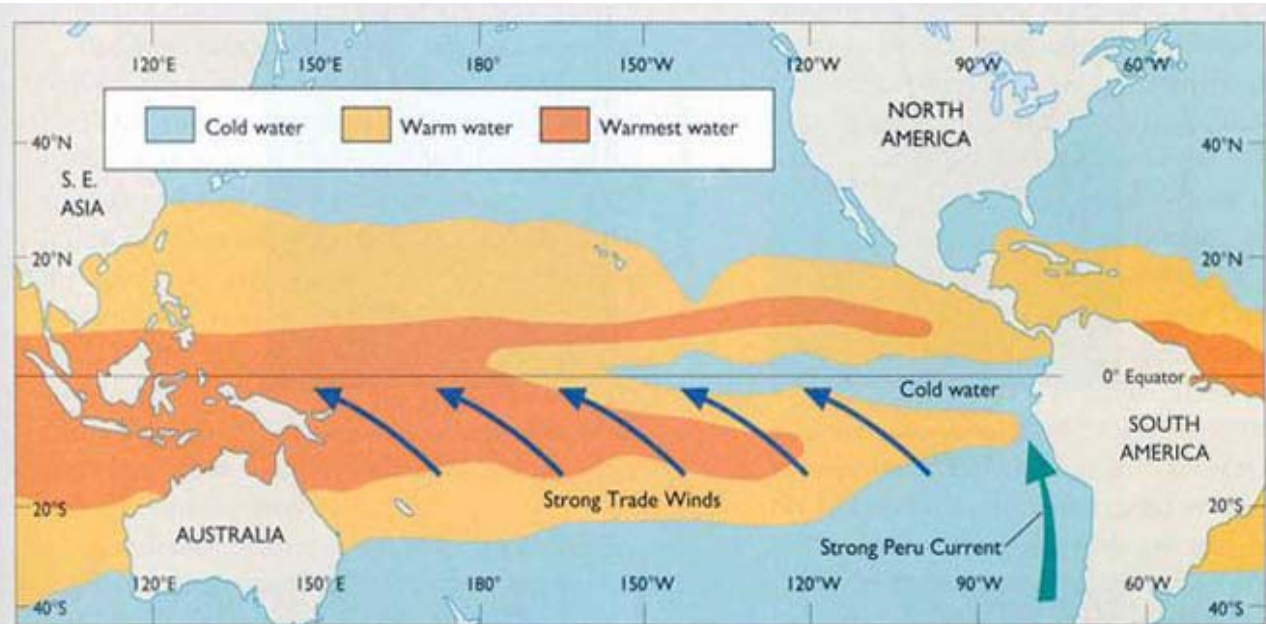 120°E 150°E 180° 150°W 120°W 90°W 60°W
Cold water Warm water Warmest water
NORTH
AMERICA
40°N 40°N
S. E.
ASIA
20°N 20°N
0° Equator
Cold water
SOUTH
AMERICA
Strong Trade Winds
20°S 20°S
AUSTRALIA
Strong Peru Current
120°E 150°E 180° 150°W 120°W 90°W 60°W
40°S 40°S